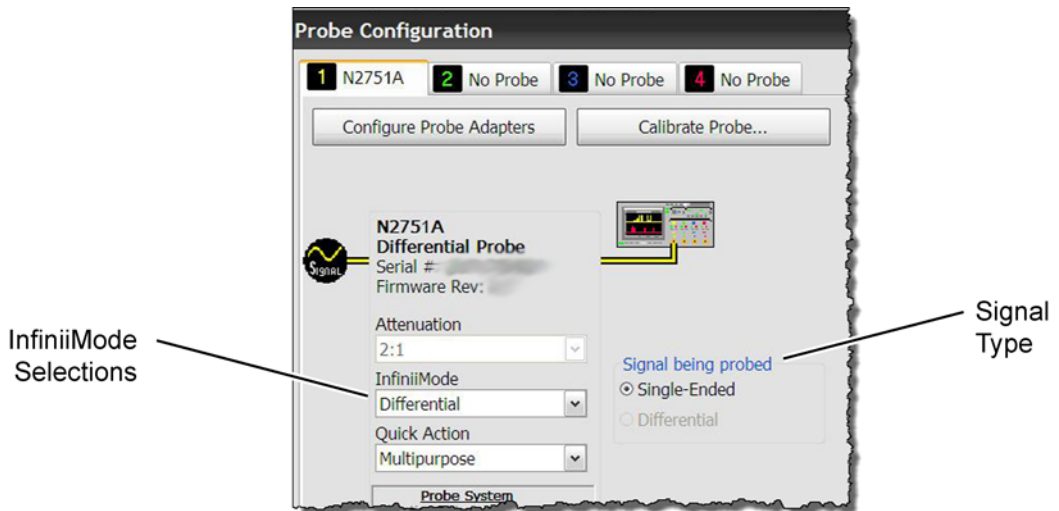 Probe Configuration
1 N2751A 2 No Probe 3 No Probe 4 No Probe
Configure Probe Adapters Calibrate Probe...
N2751A
Differential Probe
SIGNAL
Serial #:
Firmware Rev:
Attenuation
2:1
InfiniiMode
Differential
Quick Action
Multipurpose
Probe System
Signal being probed
Single-Ended
Differential
InfiniiMode
Selections
Signal
Type